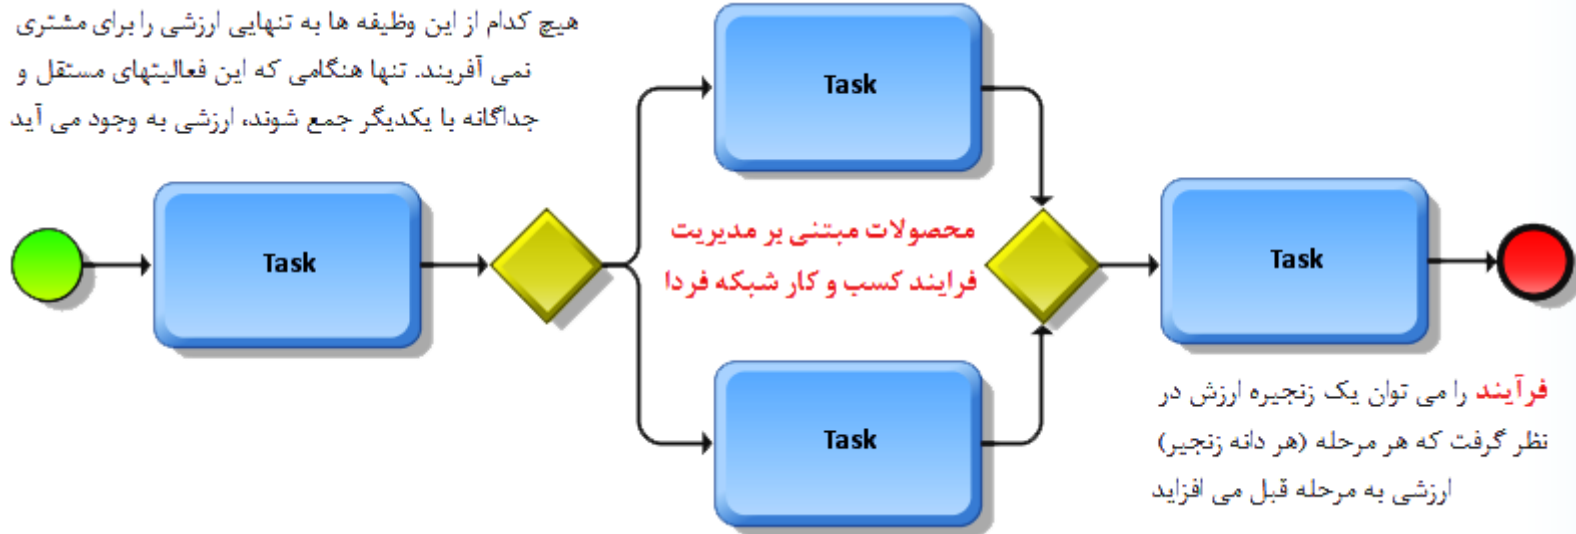 هیچ کدام از این وظیفه ها به تنهایی ارزشی را برای مشتری
نمی آفریند. تنها هنگامی که این فعالیتهای مستقل و
جداگانه با یکدیگر جمع شوند، ارزشی به وجود می آید
Task
Task
محصولات مبتنی بر مدیریت
فرایند کسب و کار شبکه فردا
Task
Task
فرآیند را می توان یک زنجیره ارزش در
نظر گرفت که هر مرحله (هر دانه زنجیر)
ارزشی به مرحله قبل می افزاید